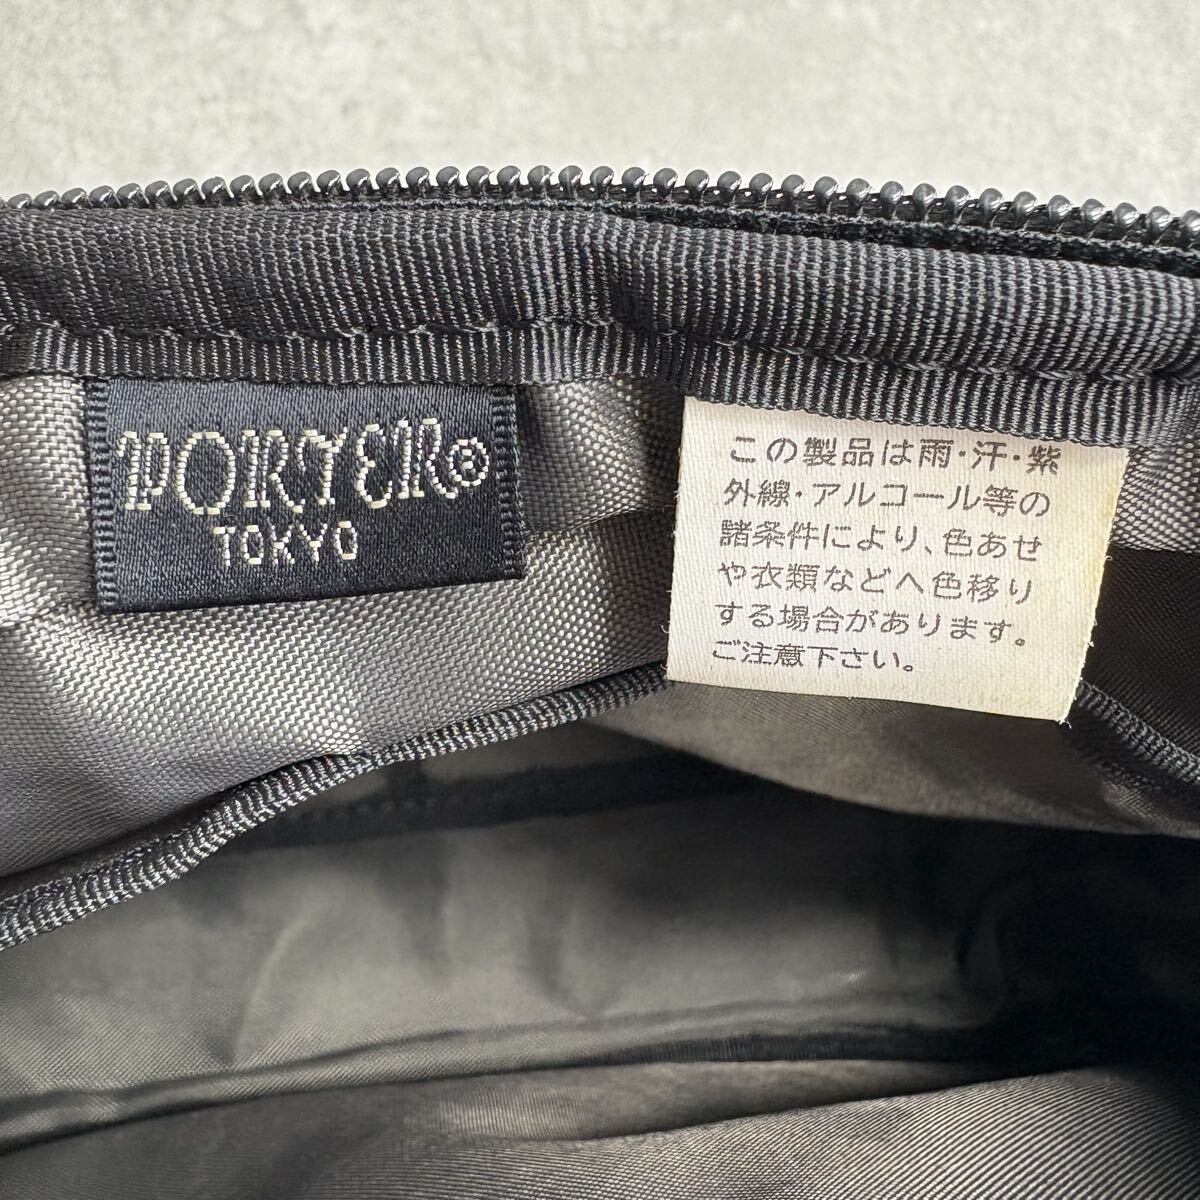 PORTER®
TOKYO
この製品は雨・汗・紫
外線・アルコール等の
諸条件により、色あせ
や衣類などへ色移り
する場合があります。
ご注意下さい。